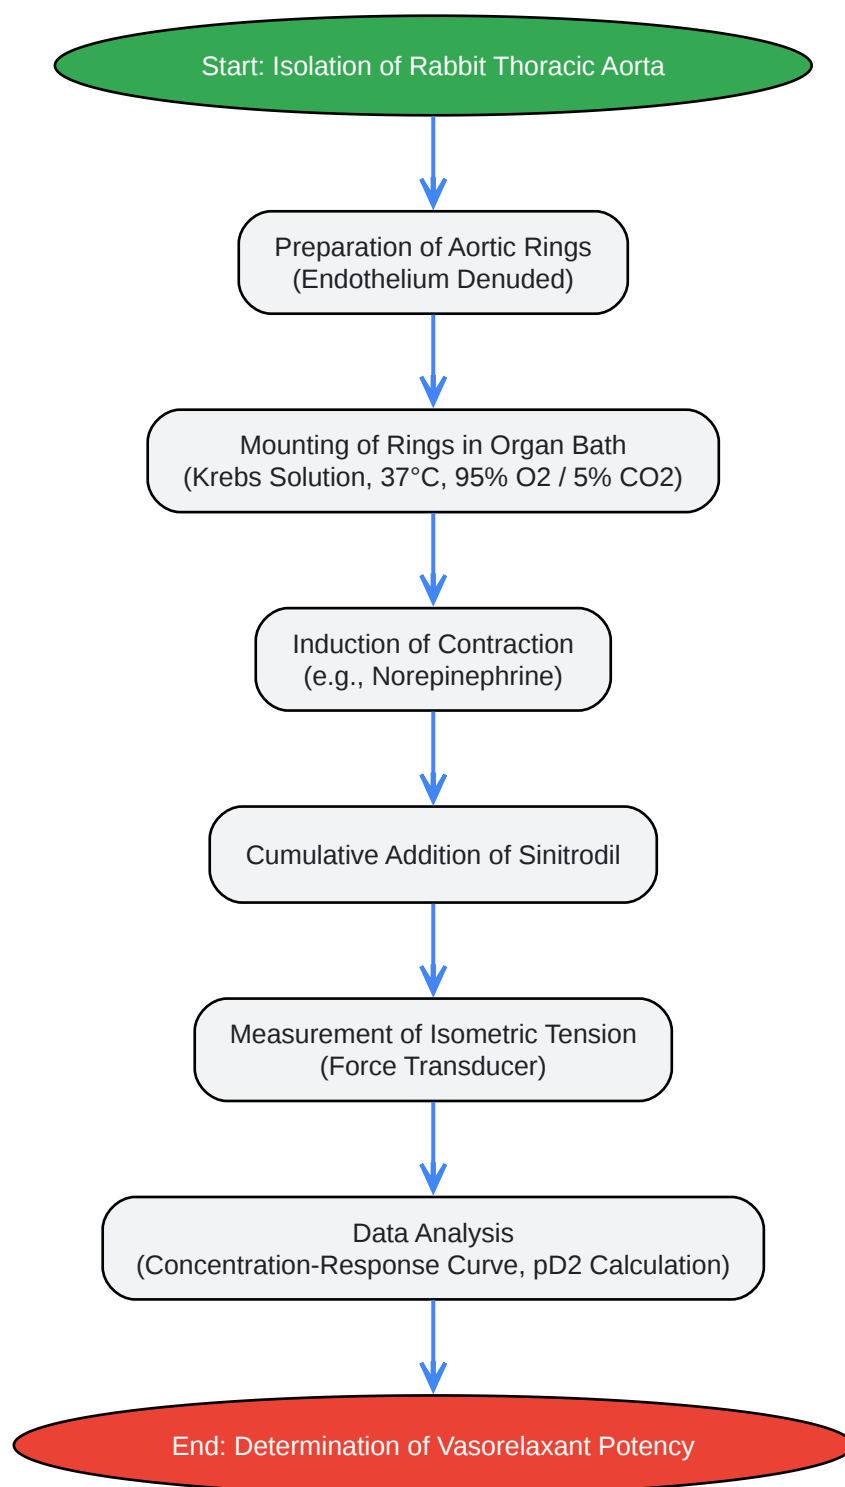 Start: Isolation of Rabbit Thoracic Aorta
Preparation of Aortic Rings
(Endothelium Denuded)
Mounting of Rings in Organ Bath
(Krebs Solution, 37°C, 95% O2 / 5% CO2)
Induction of Contraction
(e.g., Norepinephrine)
Cumulative Addition of Sinitrodil
Measurement of Isometric Tension
(Force Transducer)
Data Analysis
(Concentration-Response Curve, pD2 Calculation)
End: Determination of Vasorelaxant Potency